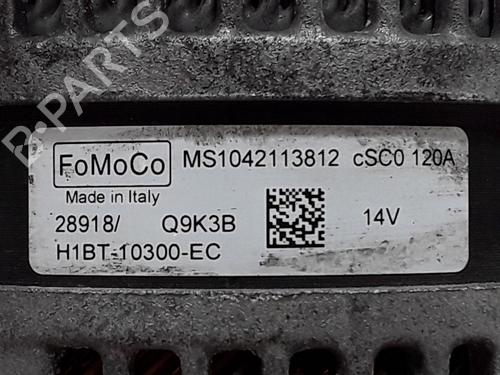 B-PARTS
FoMoCo MS1042113812 cSC0 120A
Made in Italy
28918/ Q9K3B 14V
H1BT-10300-EC